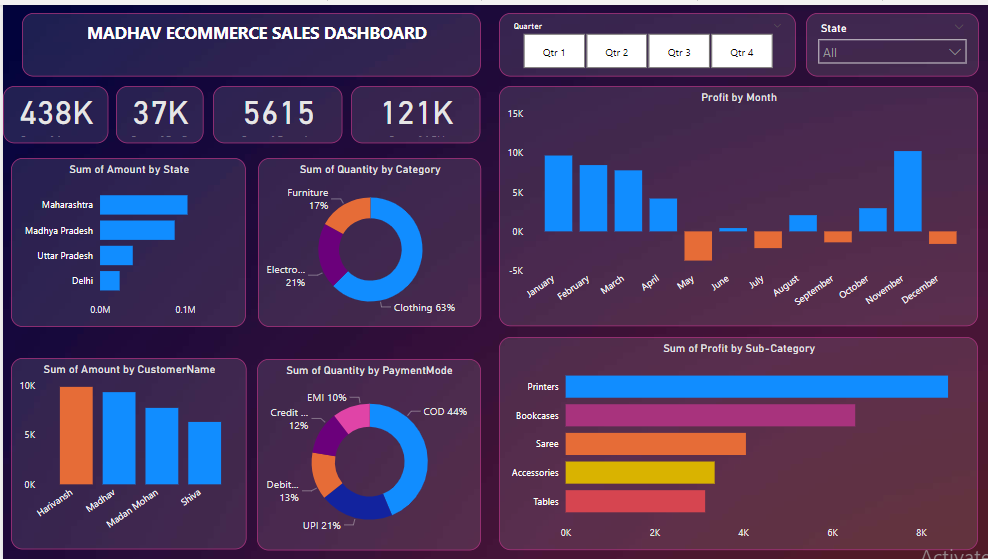 MADHAV ECOMMERCE SALES DASHBOARD
Quarter
Qtr 1
Qtr 2
Qtr 3
Qtr 4
State
All
438K
37K
5615
121K
Sum of Amount by State
Maharashtra
Madhya Pradesh
Uttar Pradesh
Delhi
0.0M
0.1M
Sum of Quantity by Category
Furniture
17%
Electro...
21%
Clothing 63%
Profit by Month
15K
10K
5K
0K
-5K
January
February
March
April
May
June
July
August
September
October
November
December
Sum of Amount by CustomerName
10K
5K
0K
Harivansh
Madhav
Madan Mohan
Shiva
Sum of Quantity by PaymentMode
EMI 10%
Credit ...
12%
Debit...
13%
UPI 21%
COD 44%
Sum of Profit by Sub-Category
Printers
Bookcases
Saree
Accessories
Tables
0K
2K
4K
6K
8K
Activate